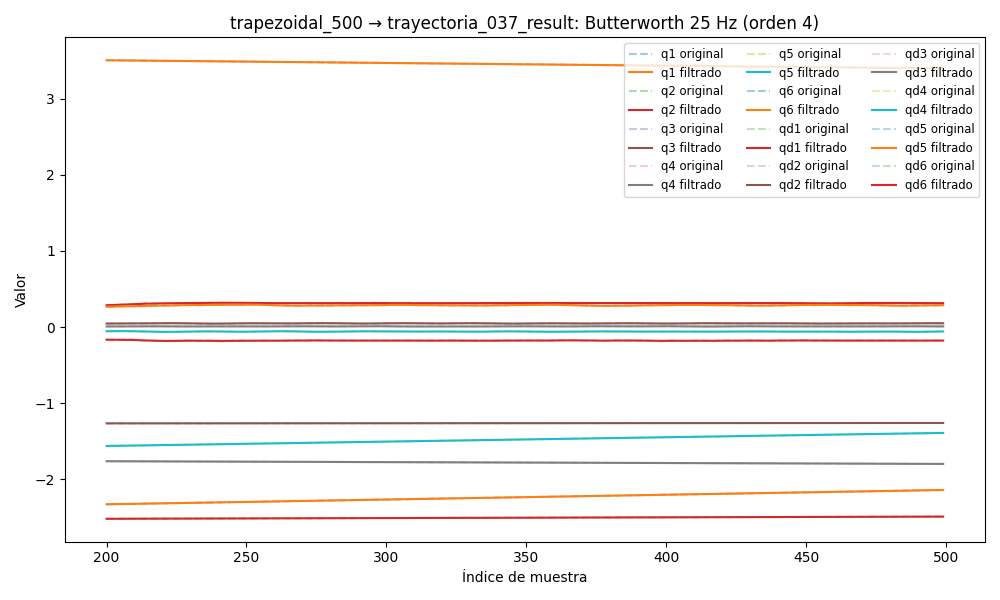 trapezoidal_500 → trayectoria_037_result: Butterworth 25 Hz (orden 4)
q1 original
q1 filtrado
q2 original
q2 filtrado
q3 original
q3 filtrado
q4 original
q4 filtrado
q5 original
q5 filtrado
q6 original
q6 filtrado
qd1 original
qd1 filtrado
qd2 original
qd2 filtrado
qd3 original
qd3 filtrado
qd4 original
qd4 filtrado
qd5 original
qd5 filtrado
qd6 original
qd6 filtrado
Valor
3
2
1
0
−1
−2
200
250
300
350
400
450
500
Índice de muestra